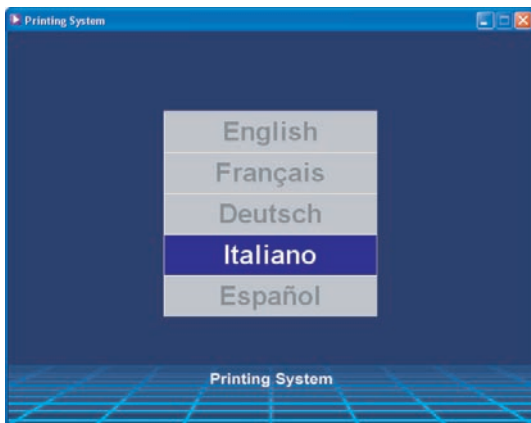 Printing System
English
Français
Deutsch
Italiano
Español
Printing System